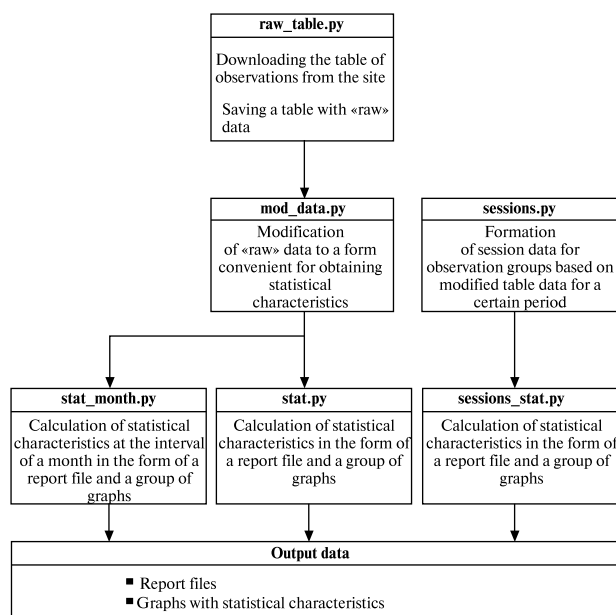 raw_table.py
Downloading the table of
observations from the site
Saving a table with «raw»
data
mod_data.py
Modification
of «raw» data to a form
convenient for obtaining
statistical
characteristics
sessions.py
Formation
of session data for
observation groups based on
modified table data for a
certain period
stat_month.py
Calculation of statistical
characteristics at the interval
of a month in the form of a
report file and a group of
graphs
stat.py
Calculation of statistical
characteristics in the form of
a report file and a group of
graphs
sessions_stat.py
Calculation of statistical
characteristics in the form of
a report file and a group of
graphs
Output data
▪ Report files
▪ Graphs with statistical characteristics